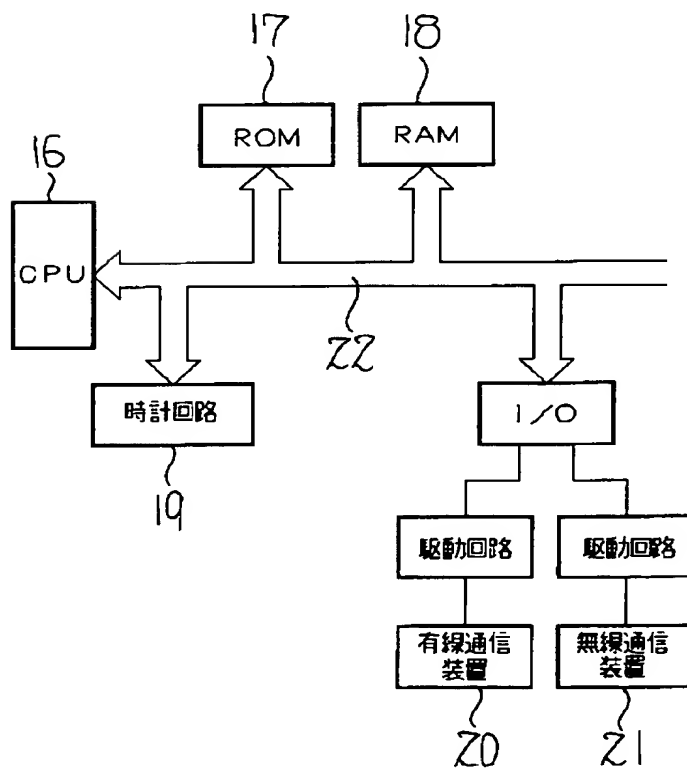 17
18
ROM
RAM
16
CPU
22
時計回路
I/O
19
駆動回路
駆動回路
有線通信
装置
無線通信
装置
20
21